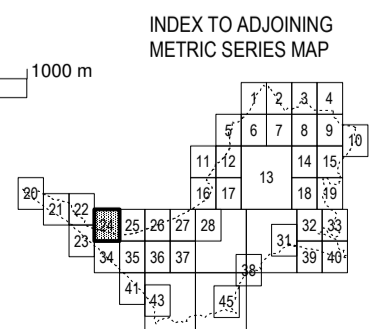 INDEX TO ADJOINING
METRIC SERIES MAP
1000 m
1 2 3 4
5 6 7 8 9 10
11 12 13 14 15
16 17 18 19
20 21 22 24 25 26 27 28 32 33
23 34 35 36 37 31 39 40
38
41 43 45